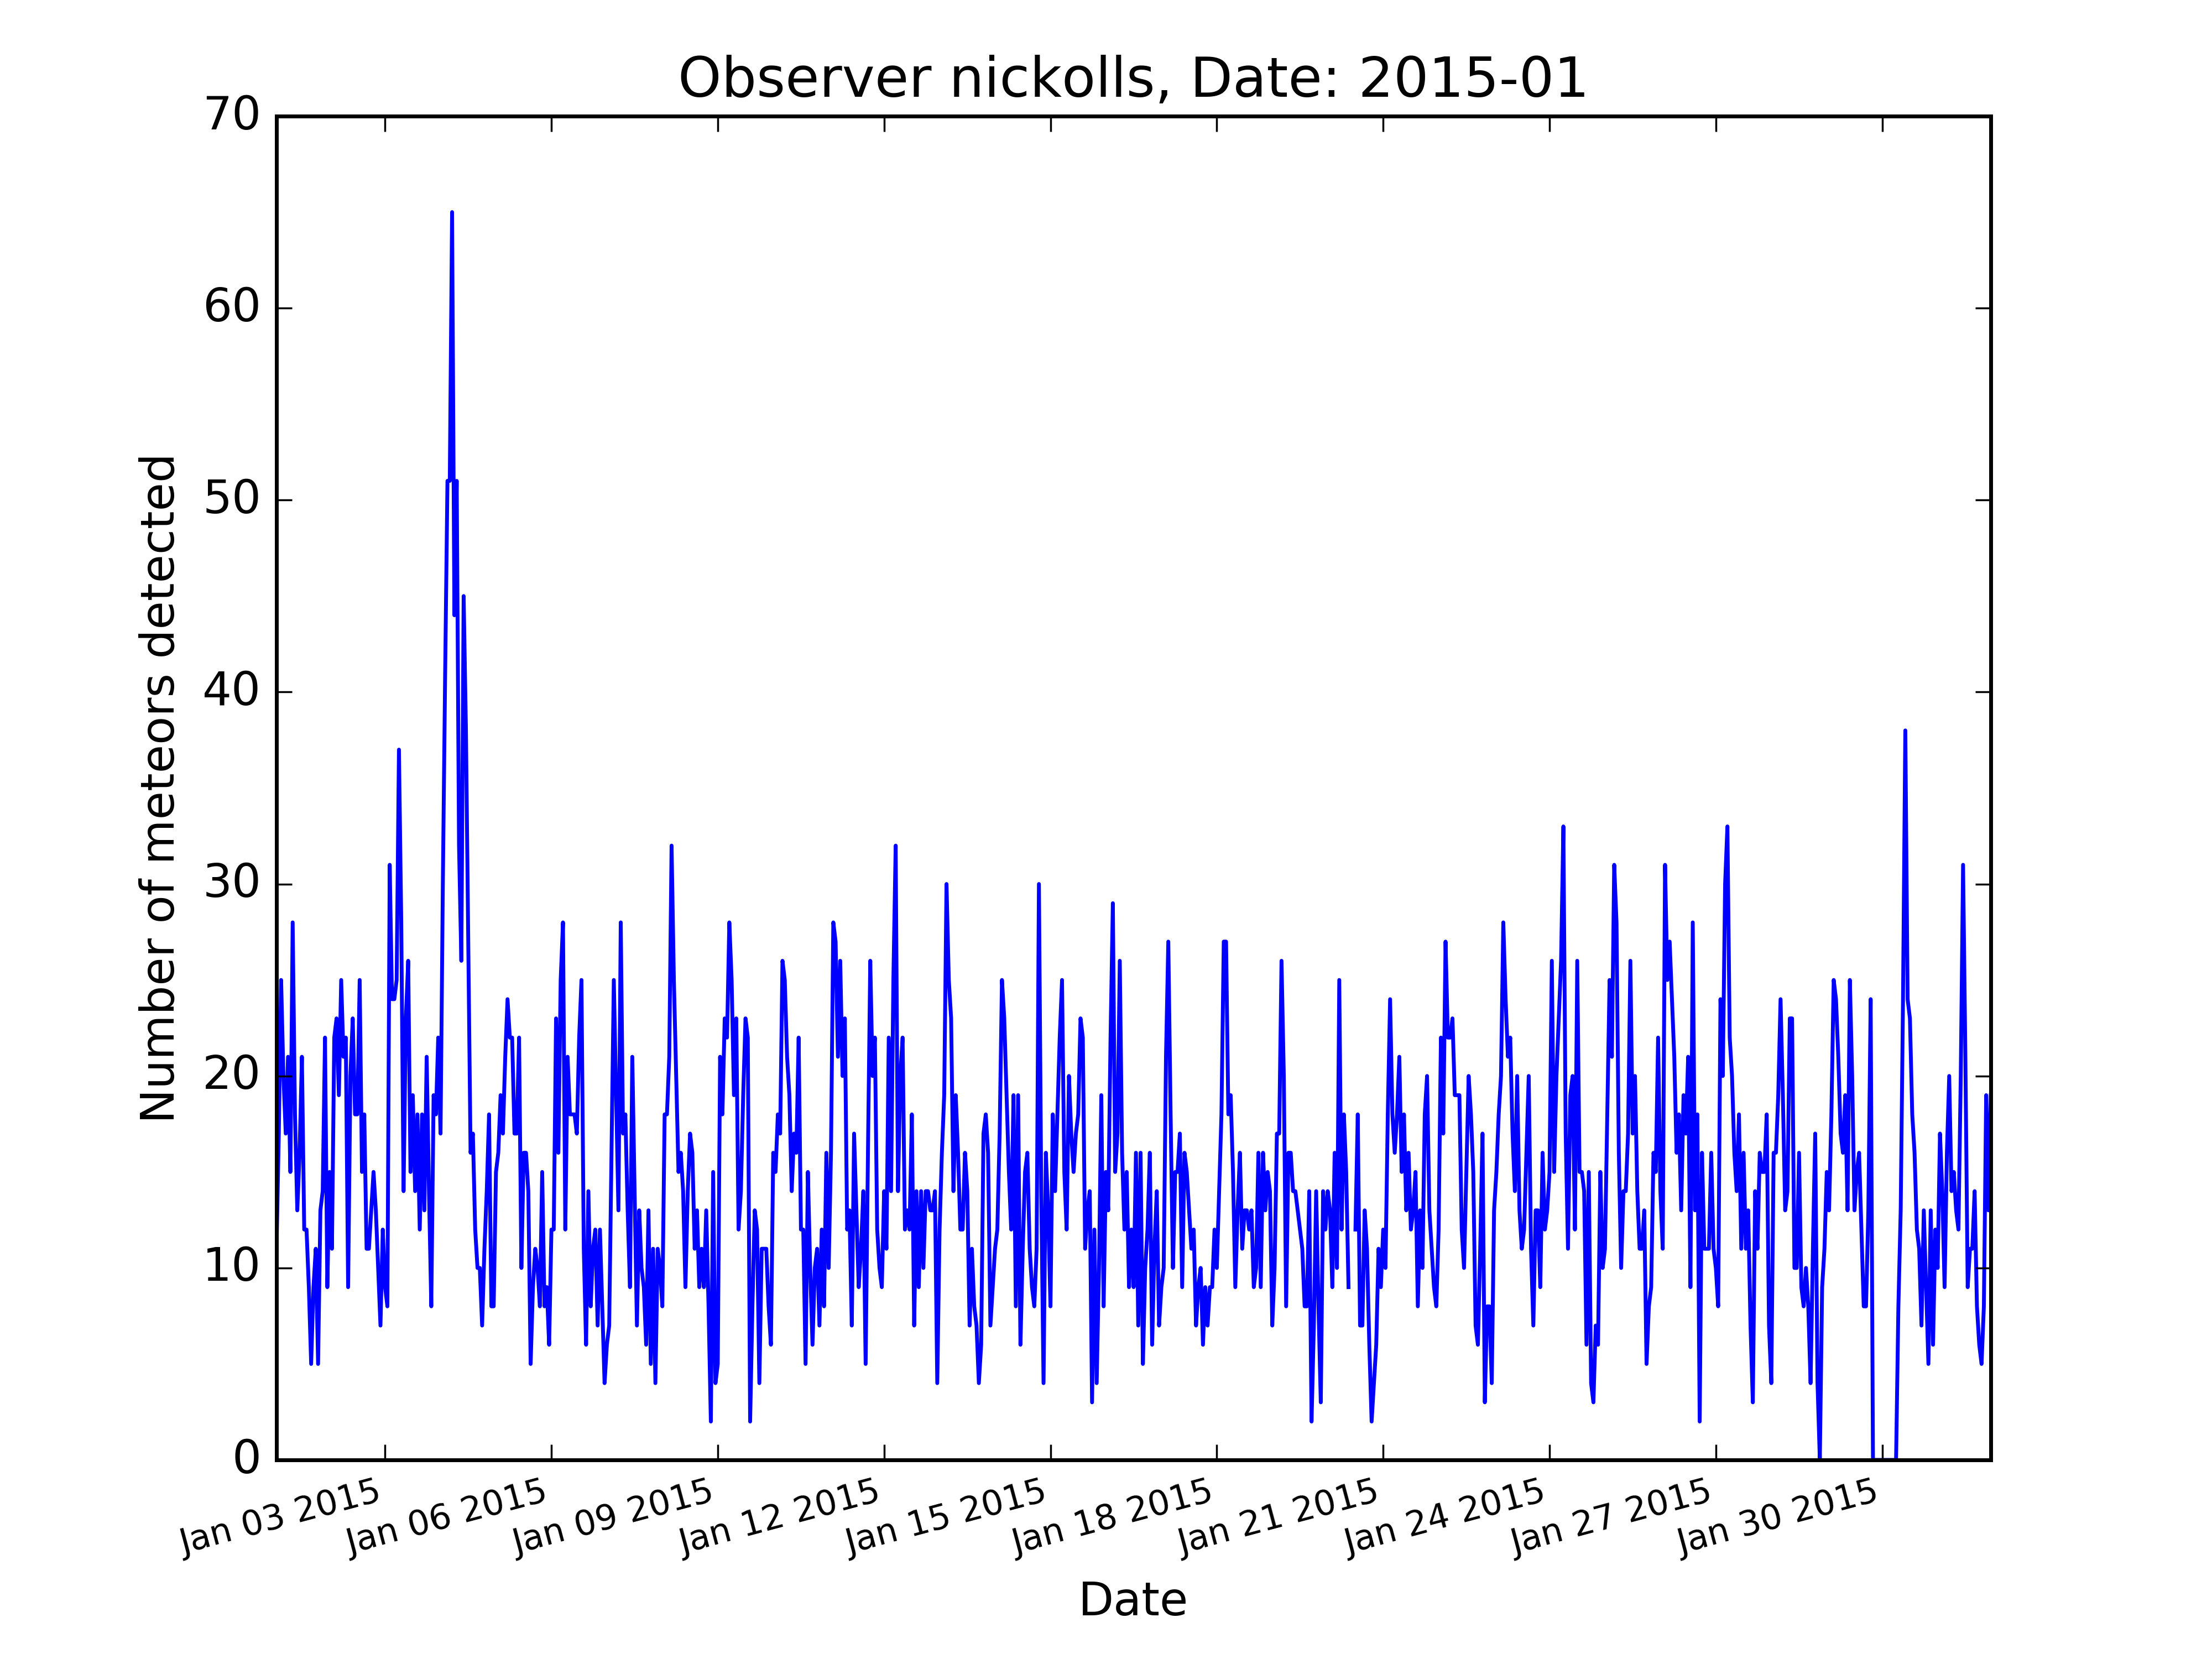 Observer nickolls, Date: 2015-01
70
60
50
40
30
20
10
0
Number of meteors detected
Jan 03 2015
Jan 06 2015
Jan 09 2015
Jan 12 2015
Jan 15 2015
Jan 18 2015
Jan 21 2015
Jan 24 2015
Jan 27 2015
Jan 30 2015
Date